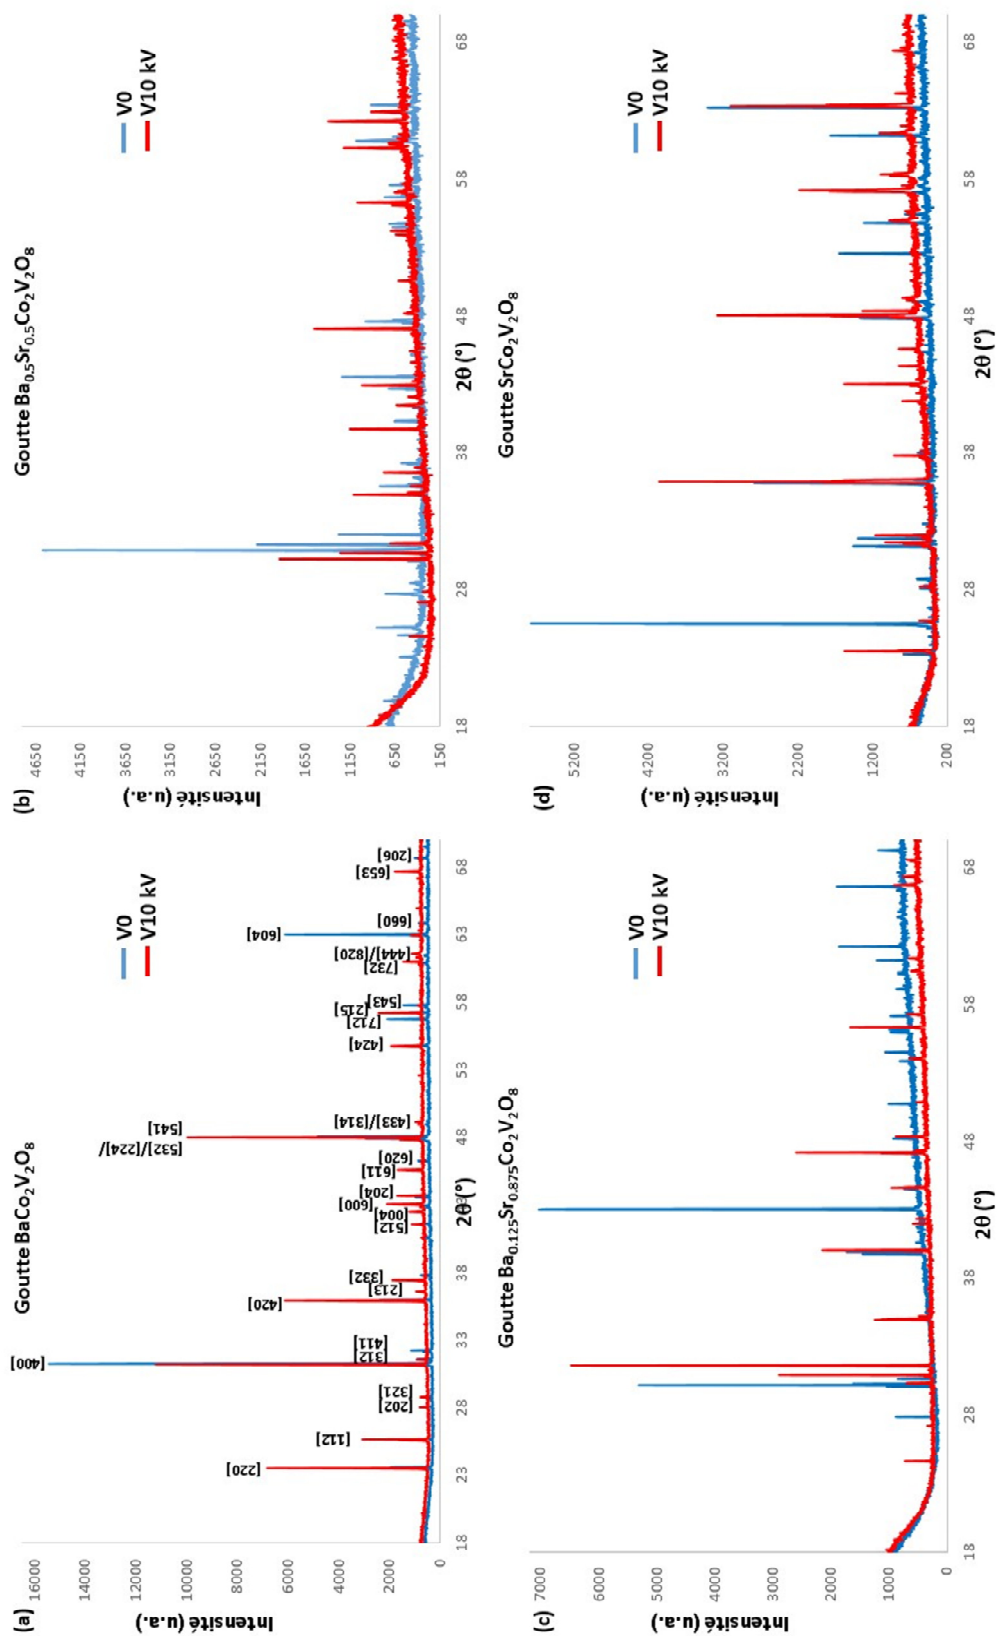 (a)
Goutte BaCo₂V₂O₈
V0
V10 kV
Intensité (u.a.)
16000
14000
12000
10000
8000
6000
4000
2000
0
[220]
[112]
[202]
[321]
[400]
[312]
[411]
[420]
[213]
[332]
[512]
[004]
[600]
[204]
[611]
[620]
[532]/[224]/
[541]
[433]/[314]
[424]
[712]
[215]
[543]
[732]
[444]/[820]
[604]
[660]
[653]
[206]
18 23 28 33 38 48 53 58 63 68
2θ (°)
(b)
Goutte Ba₀.₅Sr₀.₅Co₂V₂O₈
V0
V10 kV
Intensité (u.a.)
4650
4150
3650
3150
2650
2150
1650
1150
650
150
18 28 38 48 58 68
2θ (°)
(c)
Goutte Ba₀.₁₂₅Sr₀.₈₇₅Co₂V₂O₈
V0
V10 kV
Intensité (u.a.)
7000
6000
5000
4000
3000
2000
1000
0
18 28 38 48 58 68
2θ (°)
(d)
Goutte SrCo₂V₂O₈
V0
V10 kV
Intensité (u.a.)
5200
4200
3200
2200
1200
200
18 28 38 48 58 68
2θ (°)